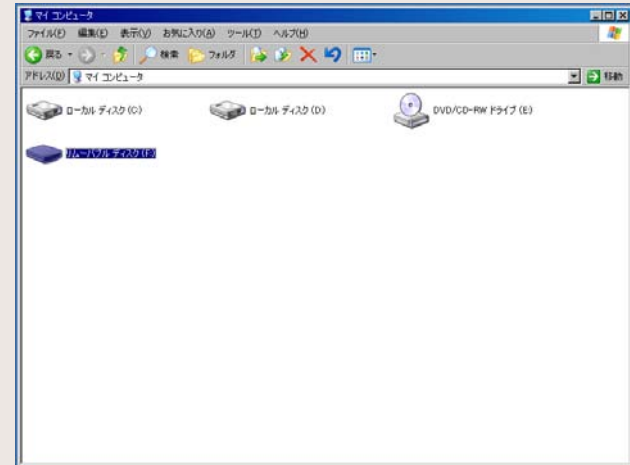 マイ コンピュータ
ファイル(F) 編集(E) 表示(V) お気に入り(A) ツール(T) ヘルプ(H)
戻る 検索 フォルダ
アドレス(D) マイ コンピュータ 移動
ローカル ディスク (C) ローカル ディスク (D) DVD/CD-RW ドライブ (E)
リムーバブル ディスク (F)